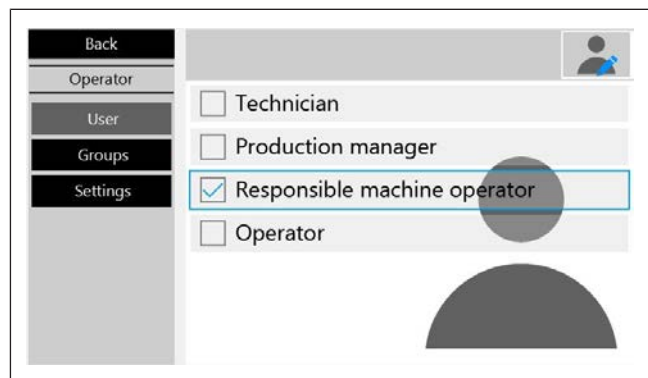 Back
Operator
User
Groups
Settings
Technician
Production manager
Responsible machine operator
Operator